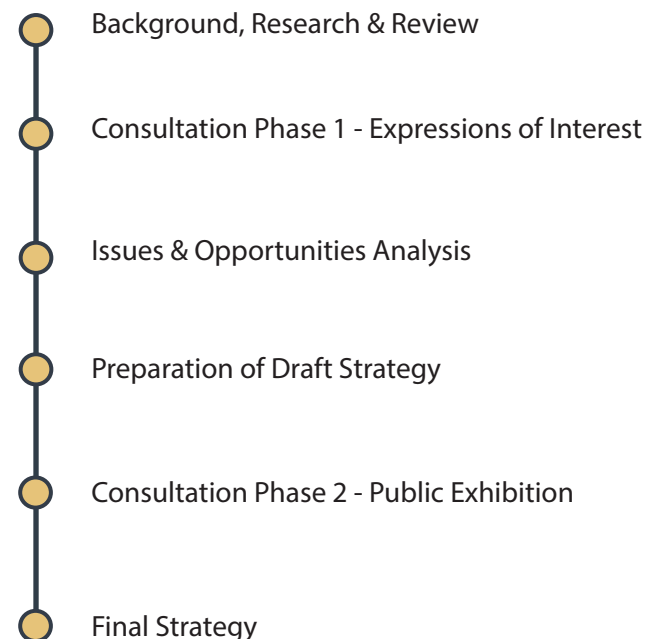 Background, Research & Review
Consultation Phase 1 - Expressions of Interest
Issues & Opportunities Analysis
Preparation of Draft Strategy
Consultation Phase 2 - Public Exhibition
Final Strategy